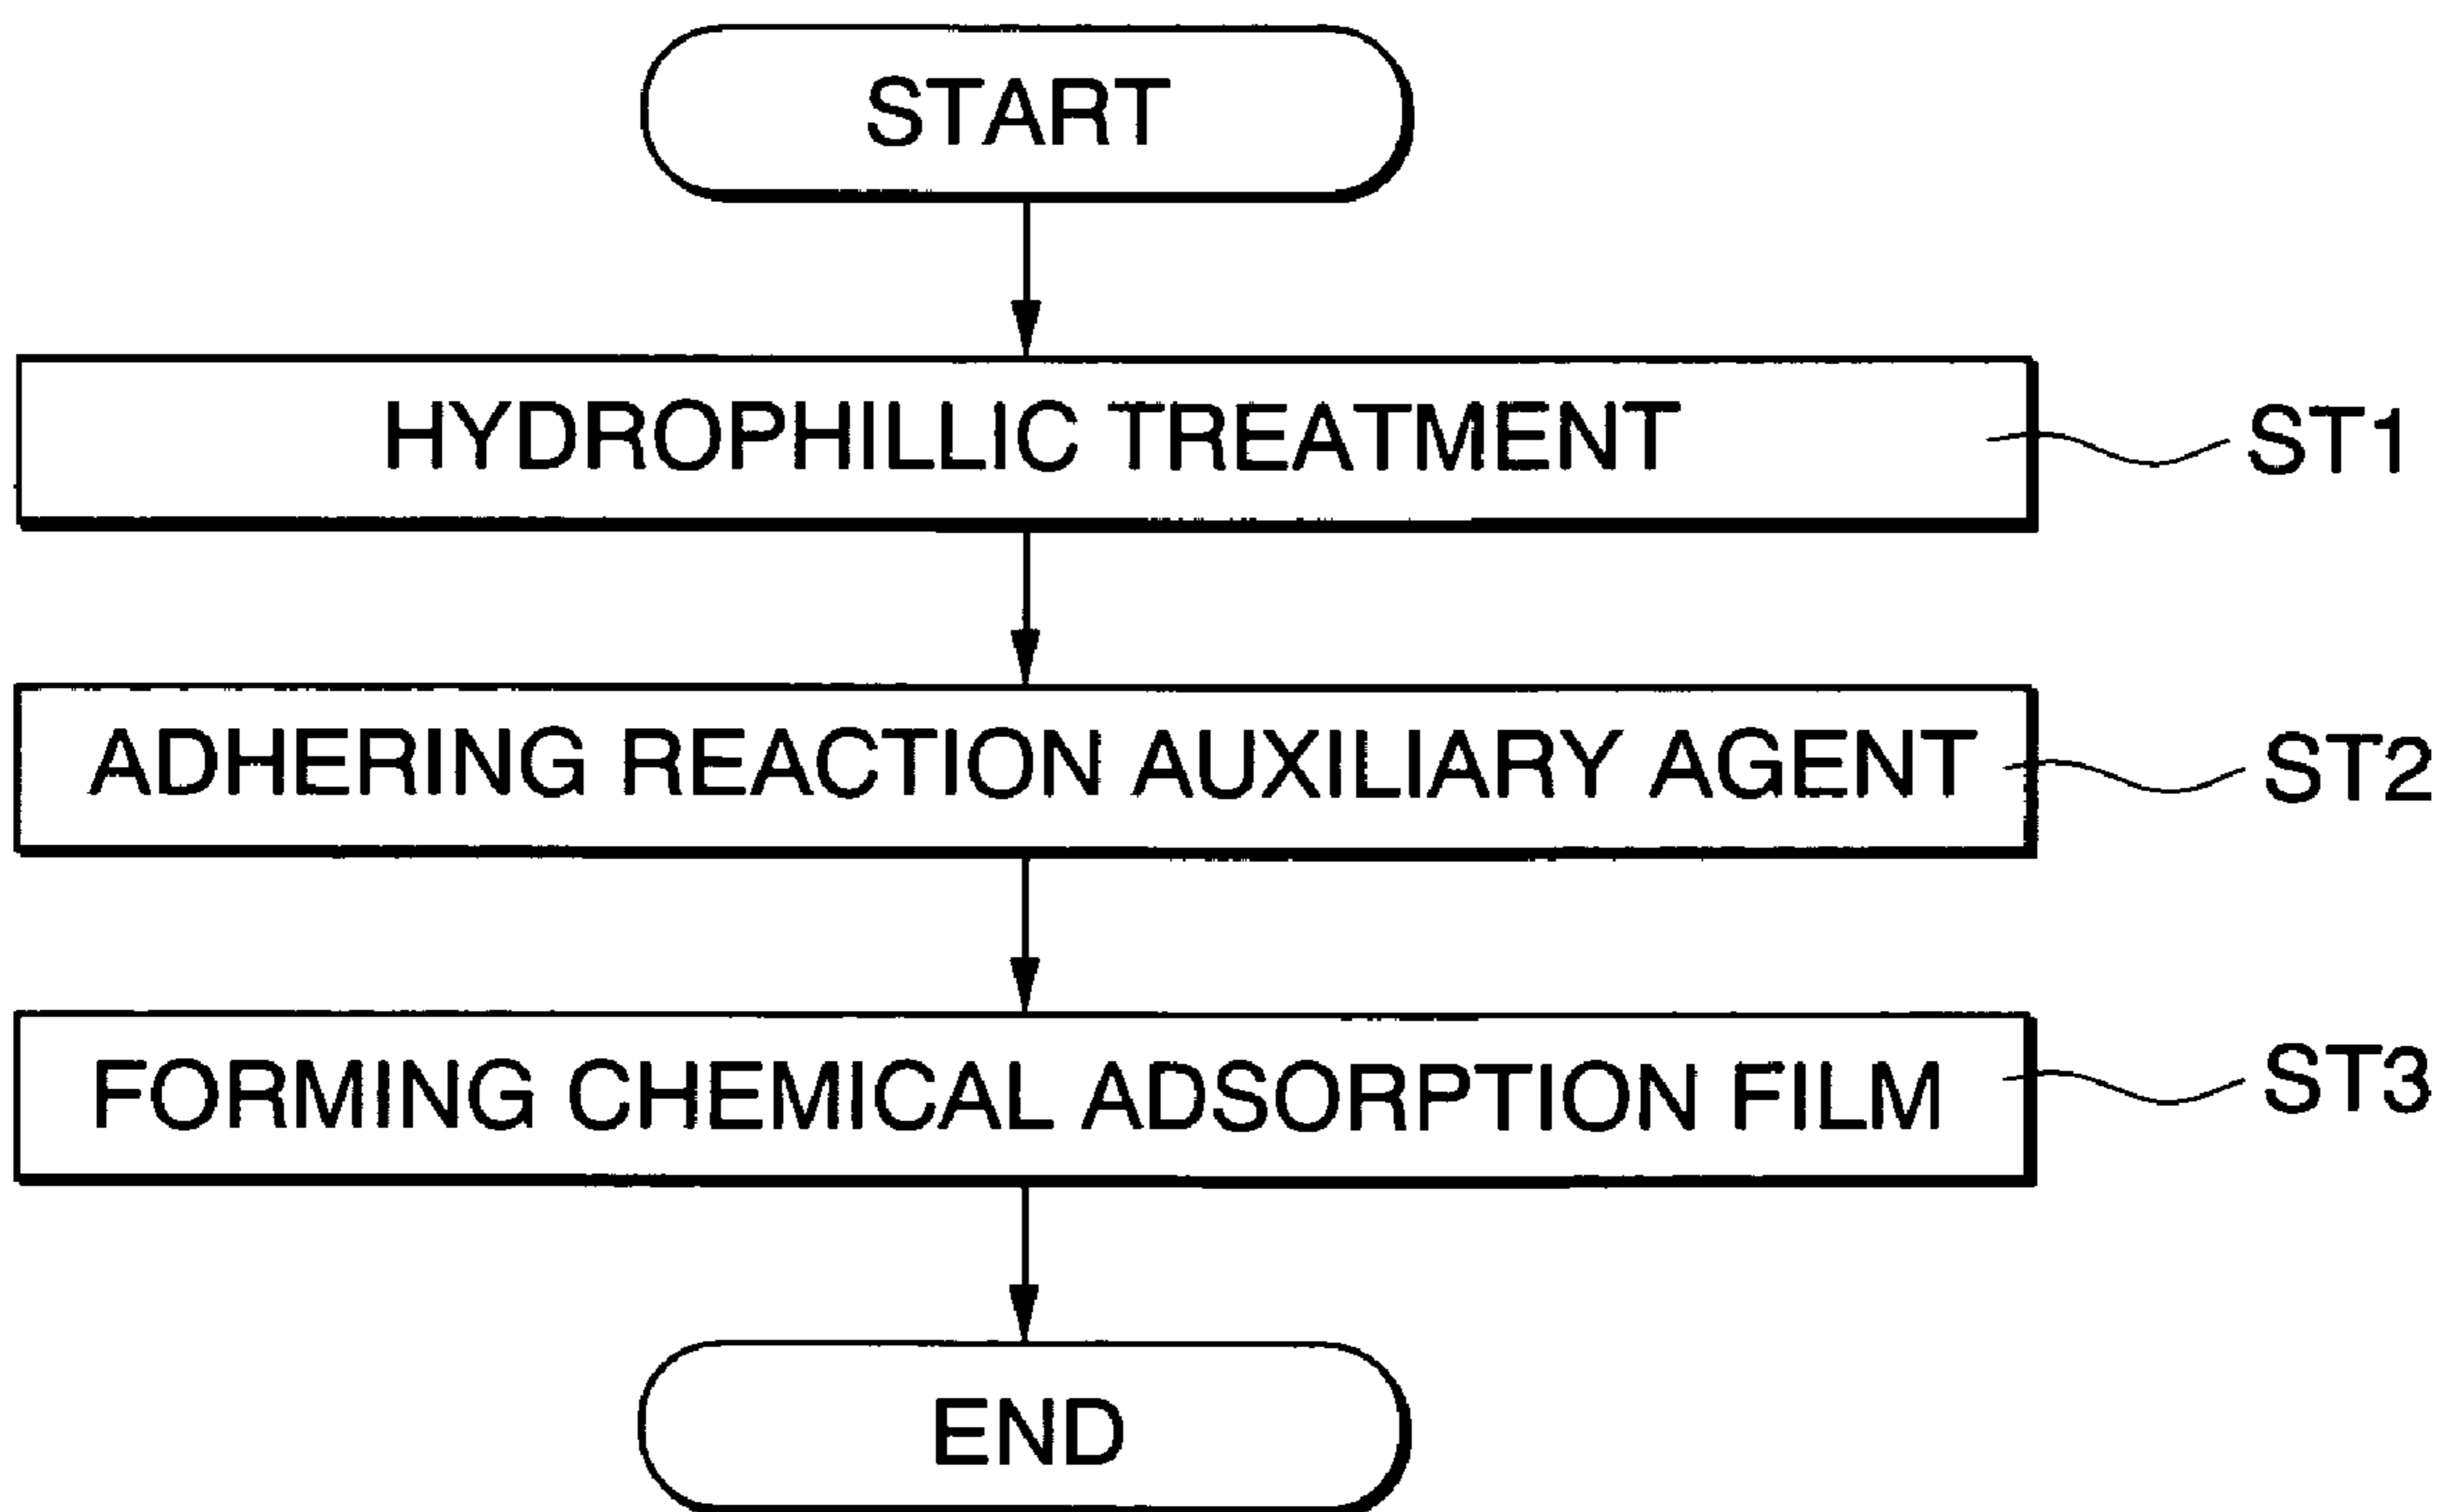 START
HYDROPHILLIC TREATMENT
ST1
ADHERING REACTION AUXILIARY AGENT
ST2
FORMING CHEMICAL ADSORPTION FILM
ST3
END